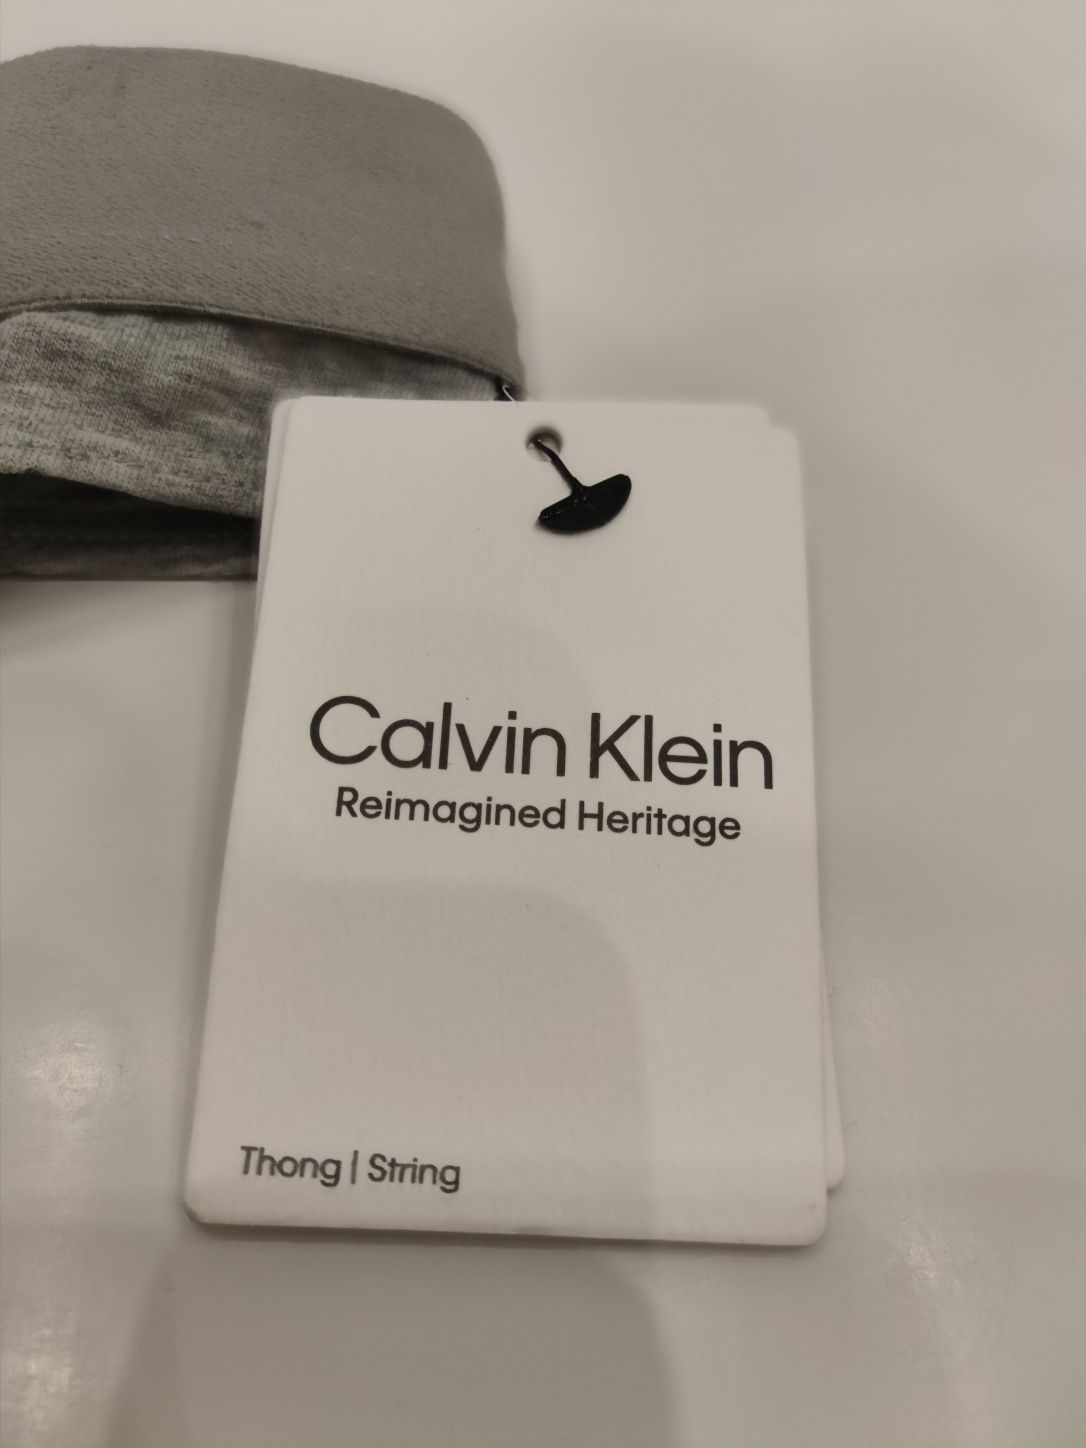 Calvin Klein
Reimagined Heritage
Thong | String